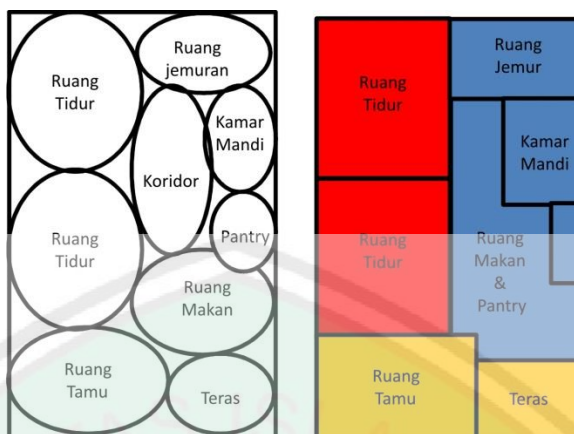 Ruang
jemuran
Ruang
Tidur
Kamar
Mandi
Koridor
Ruang
Tidur
Pantry
Ruang
Makan
Ruang
Tamu
Teras
Ruang
Tidur
Ruang
Jemur
Kamar
Mandi
Ruang
Tidur
Ruang
Makan
&
Pantry
Ruang
Tamu
Teras